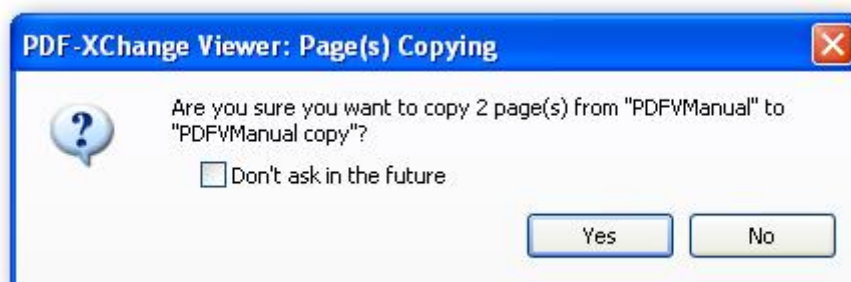 PDF-XChange Viewer: Page(s) Copying
Are you sure you want to copy 2 page(s) from "PDFVManual" to
"PDFVManual copy"?
Don't ask in the future
Yes No